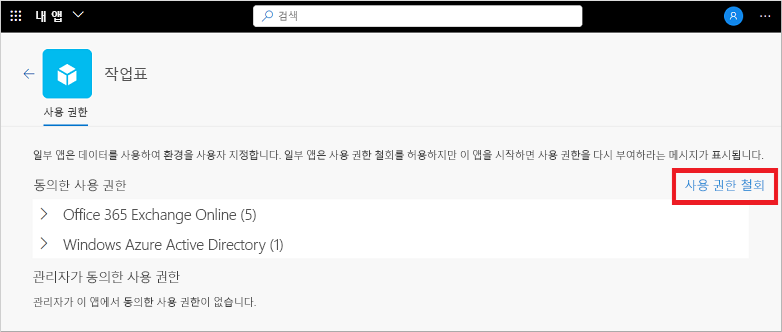 내 앱
검색
작업표
사용 권한
일부 앱은 데이터를 사용하여 환경을 사용자 지정합니다. 일부 앱은 사용 권한 철회를 허용하지만 이 앱을 시작하면 사용 권한을 다시 부여하라는 메시지가 표시됩니다.
동의한 사용 권한
사용 권한 철회
Office 365 Exchange Online (5)
Windows Azure Active Directory (1)
관리자가 동의한 사용 권한
관리자가 이 앱에서 동의한 사용 권한이 없습니다.